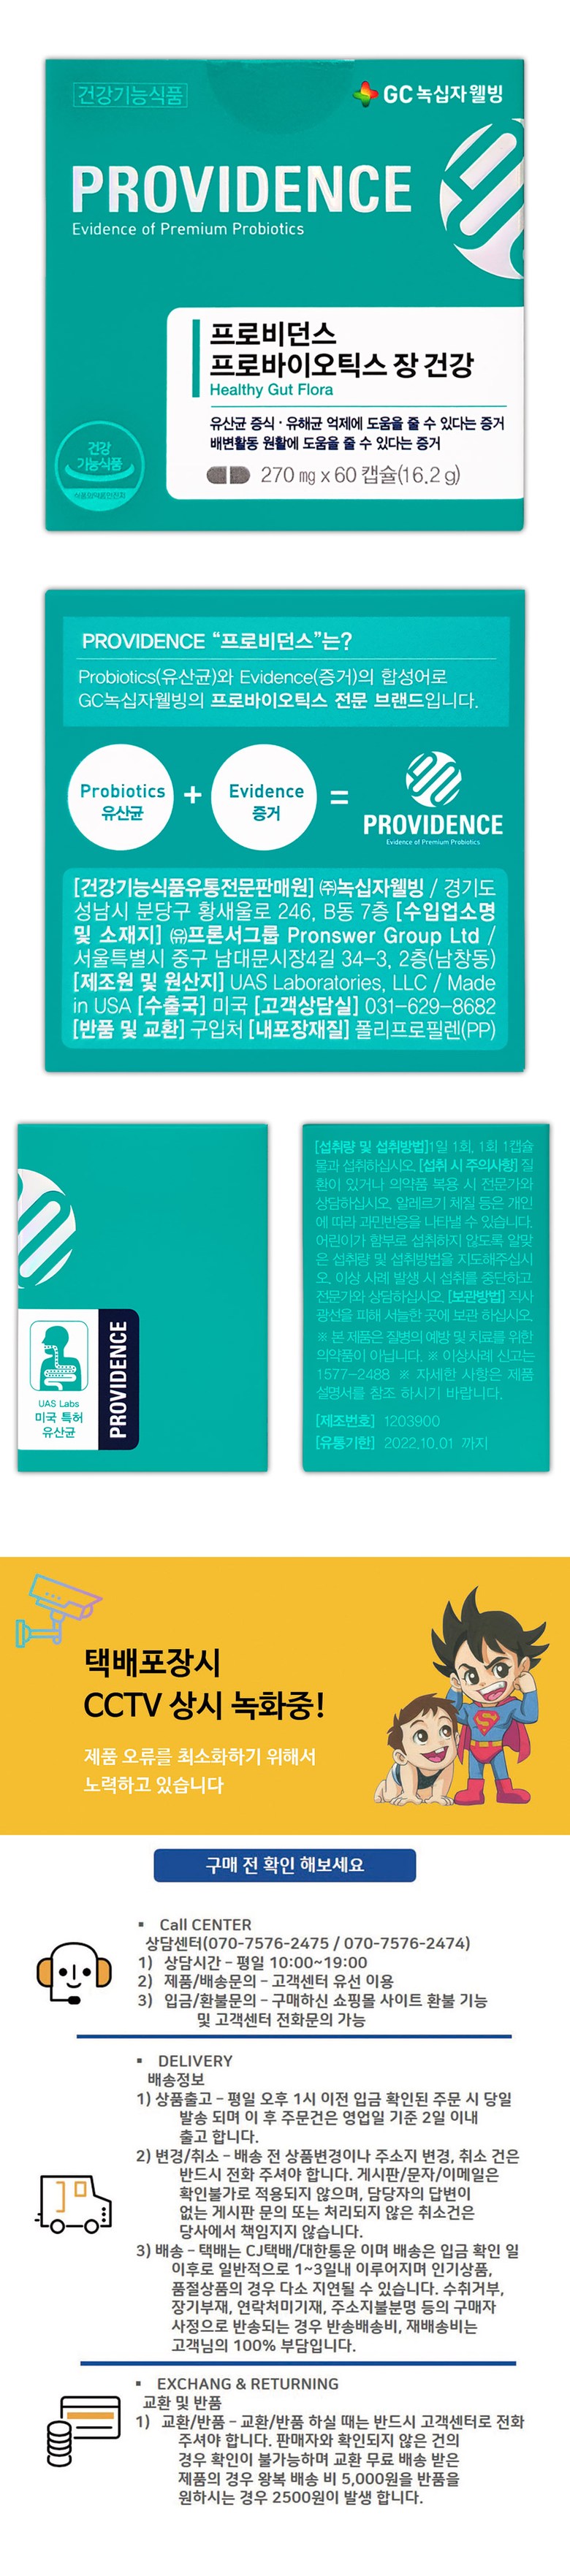 건강기능식품
GC 녹십자웰빙
PROVIDENCE
Evidence of Premium Probiotics
프로비던스
프로바이오틱스 장 건강
Healthy Gut Flora
유산균 증식 · 유해균 억제에 도움을 줄 수 있다는 증거
배변활동 원활에 도움을 줄 수 있다는 증거
270 mg x 60 캡슐(16.2 g)
건강
기능식품
식품의약품안전처
PROVIDENCE “프로비던스”는?
Probiotics(유산균)와 Evidence(증거)의 합성어로
GC녹십자웰빙의 프로바이오틱스 전문 브랜드입니다.
Probiotics
유산균
+
Evidence
증거
=
PROVIDENCE
Evidence of Premium Probiotics
[건강기능식품유통전문판매원] ㈜녹십자웰빙 / 경기도
성남시 분당구 황새울로 246, B동 7층 [수입업소명
및 소재지] ㈲프론서그룹 Pronswer Group Ltd /
서울특별시 중구 남대문시장4길 34-3, 2층(남창동)
[제조원 및 원산지] UAS Laboratories, LLC / Made
in USA [수출국] 미국 [고객상담실] 031-629-8682
[반품 및 교환] 구입처 [내포장재질] 폴리프로필렌(PP)
UAS Labs
미국 특허
유산균
PROVIDENCE
[섭취량 및 섭취방법]1일 1회, 1회 1캡슐
물과 섭취하십시오. [섭취 시 주의사항] 질
환이 있거나 의약품 복용 시 전문가와
상담하십시오. 알레르기 체질 등은 개인
에 따라 과민반응을 나타낼 수 있습니다.
어린이가 함부로 섭취하지 않도록 알맞
은 섭취량 및 섭취방법을 지도해주십시
오. 이상 사례 발생 시 섭취를 중단하고
전문가와 상담하십시오. [보관방법] 직사
광선을 피해 서늘한 곳에 보관 하십시오.
※ 본 제품은 질병의 예방 및 치료를 위한
의약품이 아닙니다. ※ 이상사례 신고는
1577-2488 ※ 자세한 사항은 제품
설명서를 참조 하시기 바랍니다.
[제조번호] 1203900
[유통기한] 2022.10.01 까지
택배포장시
CCTV 상시 녹화중!
제품 오류를 최소화하기 위해서
노력하고 있습니다
구매 전 확인 해보세요
▪ Call CENTER
상담센터(070-7576-2475 / 070-7576-2474)
1) 상담시간 – 평일 10:00~19:00
2) 제품/배송문의 – 고객센터 유선 이용
3) 입금/환불문의 – 구매하신 쇼핑몰 사이트 환불 기능
및 고객센터 전화문의 가능
▪ DELIVERY
배송정보
1) 상품출고 – 평일 오후 1시 이전 입금 확인된 주문 시 당일
발송 되며 이 후 주문건은 영업일 기준 2일 이내
출고 합니다.
2) 변경/취소 – 배송 전 상품변경이나 주소지 변경, 취소 건은
반드시 전화 주셔야 합니다. 게시판/문자/이메일은
확인불가로 적용되지 않으며, 담당자의 답변이
없는 게시판 문의 또는 처리되지 않은 취소건은
당사에서 책임지지 않습니다.
3) 배송 – 택배는 CJ택배/대한통운 이며 배송은 입금 확인 일
이후로 일반적으로 1~3일내 이루어지며 인기상품,
품절상품의 경우 다소 지연될 수 있습니다. 수취거부,
장기부재, 연락처미기재, 주소지불분명 등의 구매자
사정으로 반송되는 경우 반송배송비, 재배송비는
고객님의 100% 부담입니다.
▪ EXCHANG & RETURNING
교환 및 반품
1) 교환/반품 – 교환/반품 하실 때는 반드시 고객센터로 전화
주셔야 합니다. 판매자와 확인되지 않은 건의
경우 확인이 불가능하며 교환 무료 배송 받은
제품의 경우 왕복 배송 비 5,000원을 반품을
원하시는 경우 2500원이 발생 합니다.